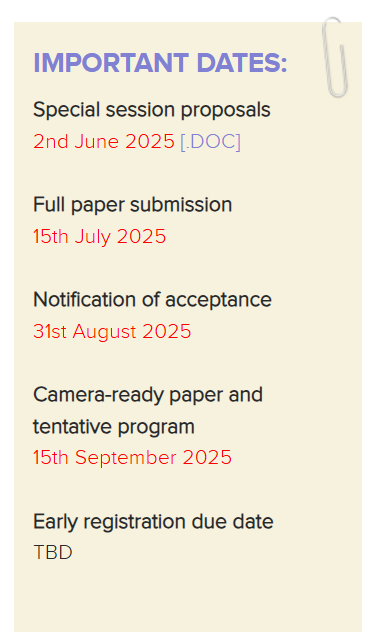 IMPORTANT DATES:
Special session proposals
2nd June 2025 [.DOC]
Full paper submission
15th July 2025
Notification of acceptance
31st August 2025
Camera-ready paper and
tentative program
15th September 2025
Early registration due date
TBD